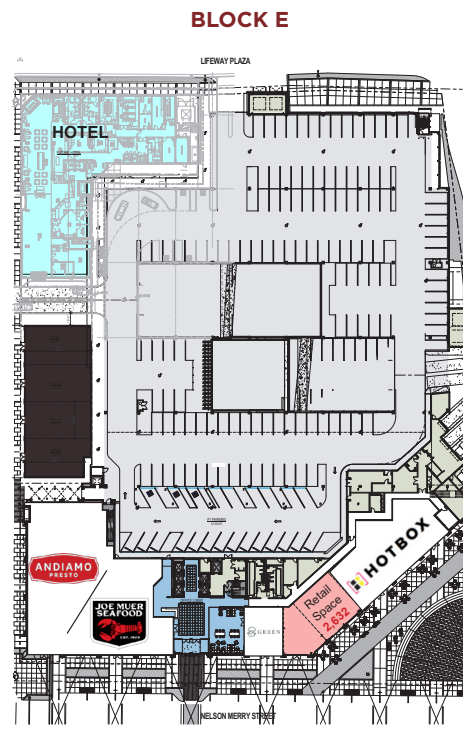 BLOCK E
LIFEWAY PLAZA
HOTEL
ANDIAMO
PRESTO
JOE MUER
SEAFOOD
EST. 1929
GREEN
Retail
Space
2,632
HOTBOX
NELSON MERRY STREET